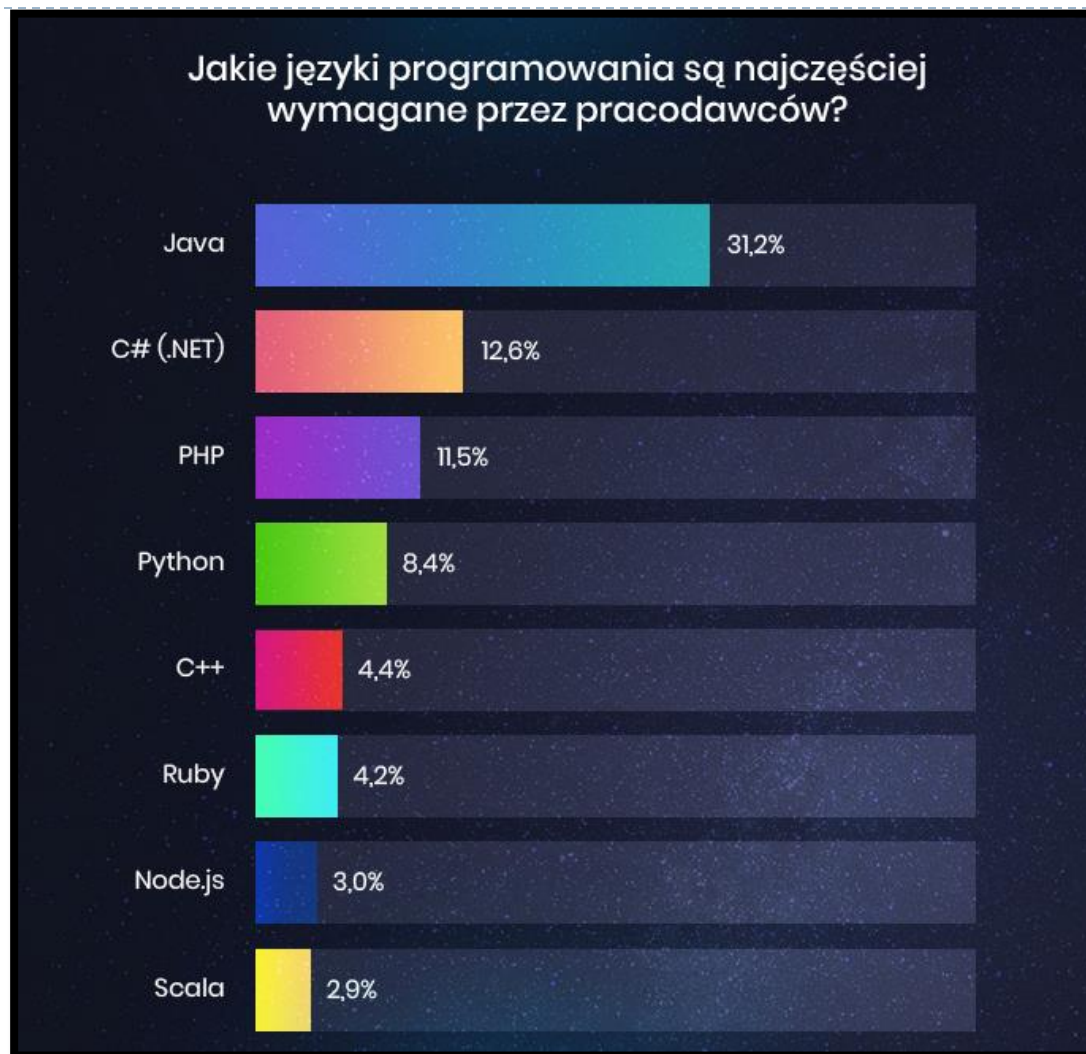 Jakie języki programowania są najczęściej
wymagane przez pracodawców?
Java 31,2%
C# (.NET) 12,6%
PHP 11,5%
Python 8,4%
C++ 4,4%
Ruby 4,2%
Node.js 3,0%
Scala 2,9%